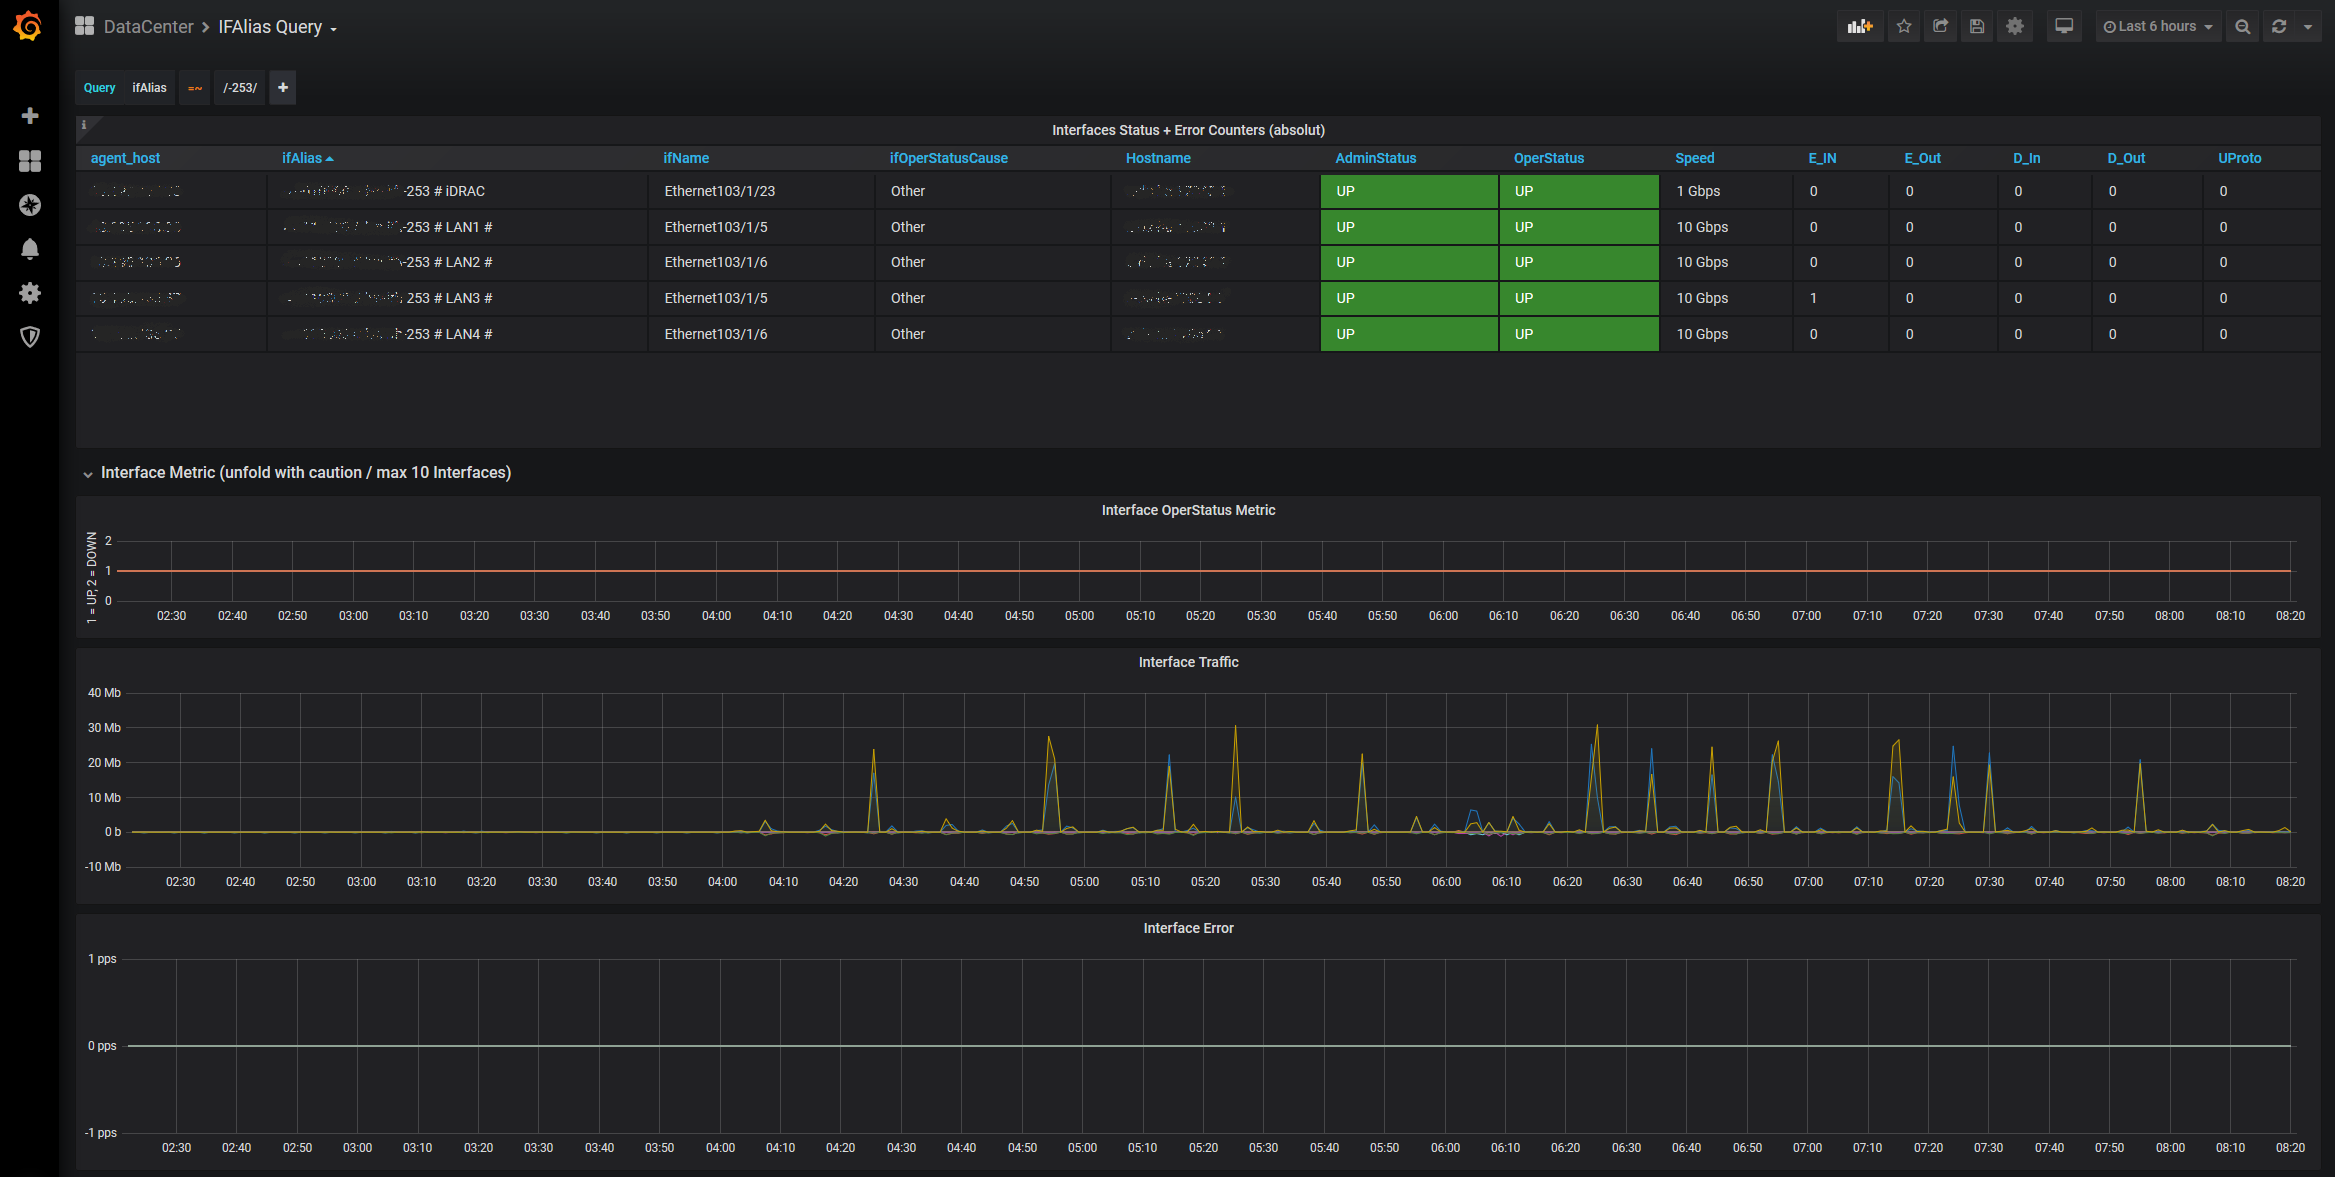 DataCenter > IFAlias Query
Last 6 hours
Query ifAlias =~ /-253/ +
i
Interfaces Status + Error Counters (absolut)
agent_host ifAlias ifName ifOperStatusCause Hostname AdminStatus OperStatus Speed E_IN E_Out D_In D_Out UProto
-253 # iDRAC Ethernet103/1/23 Other UP UP 1 Gbps 0 0 0 0 0
-253 # LAN1 # Ethernet103/1/5 Other UP UP 10 Gbps 0 0 0 0 0
-253 # LAN2 # Ethernet103/1/6 Other UP UP 10 Gbps 0 0 0 0 0
-253 # LAN3 # Ethernet103/1/5 Other UP UP 10 Gbps 1 0 0 0 0
-253 # LAN4 # Ethernet103/1/6 Other UP UP 10 Gbps 0 0 0 0 0
Interface Metric (unfold with caution / max 10 Interfaces)
Interface OperStatus Metric
1 = UP, 2 = DOWN
2
1
0
02:30 02:40 02:50 03:00 03:10 03:20 03:30 03:40 03:50 04:00 04:10 04:20 04:30 04:40 04:50 05:00 05:10 05:20 05:30 05:40 05:50 06:00 06:10 06:20 06:30 06:40 06:50 07:00 07:10 07:20 07:30 07:40 07:50 08:00 08:10 08:20
Interface Traffic
40 Mb
30 Mb
20 Mb
10 Mb
0 b
-10 Mb
02:30 02:40 02:50 03:00 03:10 03:20 03:30 03:40 03:50 04:00 04:10 04:20 04:30 04:40 04:50 05:00 05:10 05:20 05:30 05:40 05:50 06:00 06:10 06:20 06:30 06:40 06:50 07:00 07:10 07:20 07:30 07:40 07:50 08:00 08:10 08:20
Interface Error
1 pps
0 pps
-1 pps
02:30 02:40 02:50 03:00 03:10 03:20 03:30 03:40 03:50 04:00 04:10 04:20 04:30 04:40 04:50 05:00 05:10 05:20 05:30 05:40 05:50 06:00 06:10 06:20 06:30 06:40 06:50 07:00 07:10 07:20 07:30 07:40 07:50 08:00 08:10 08:20